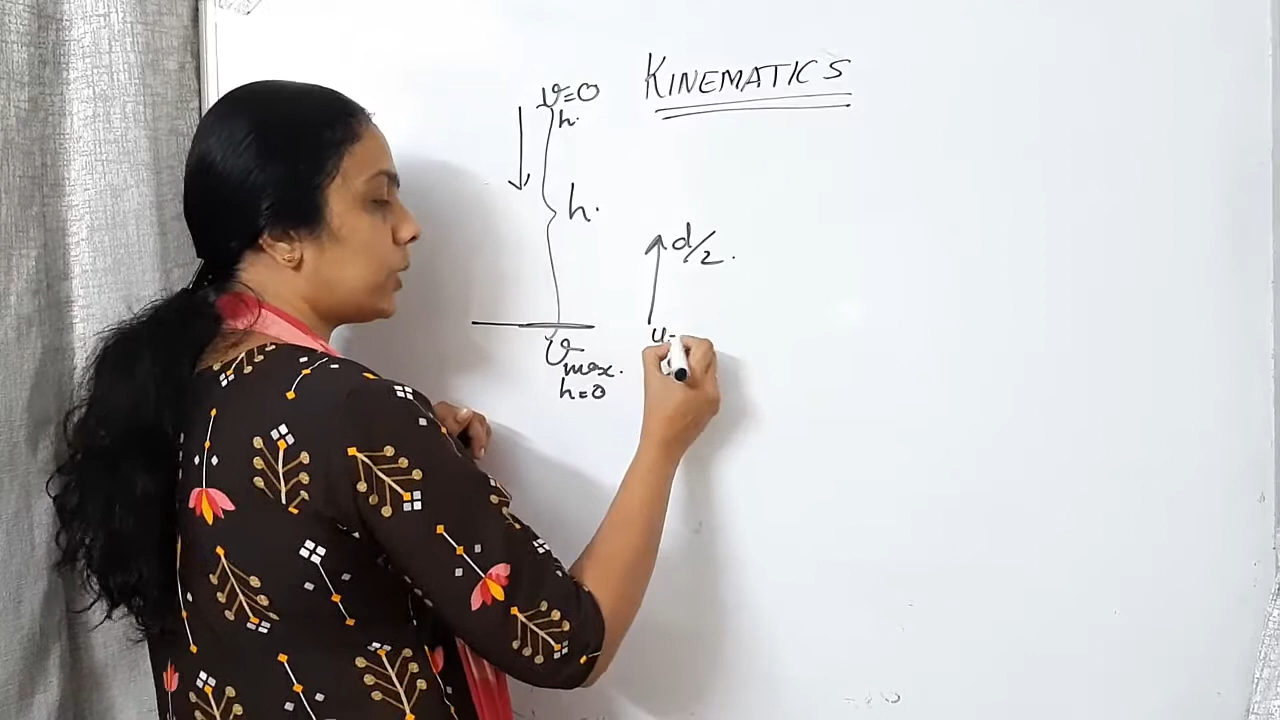 KINEMATICS
v=0
h.
h.
d/2.
u=
v max.
h=0